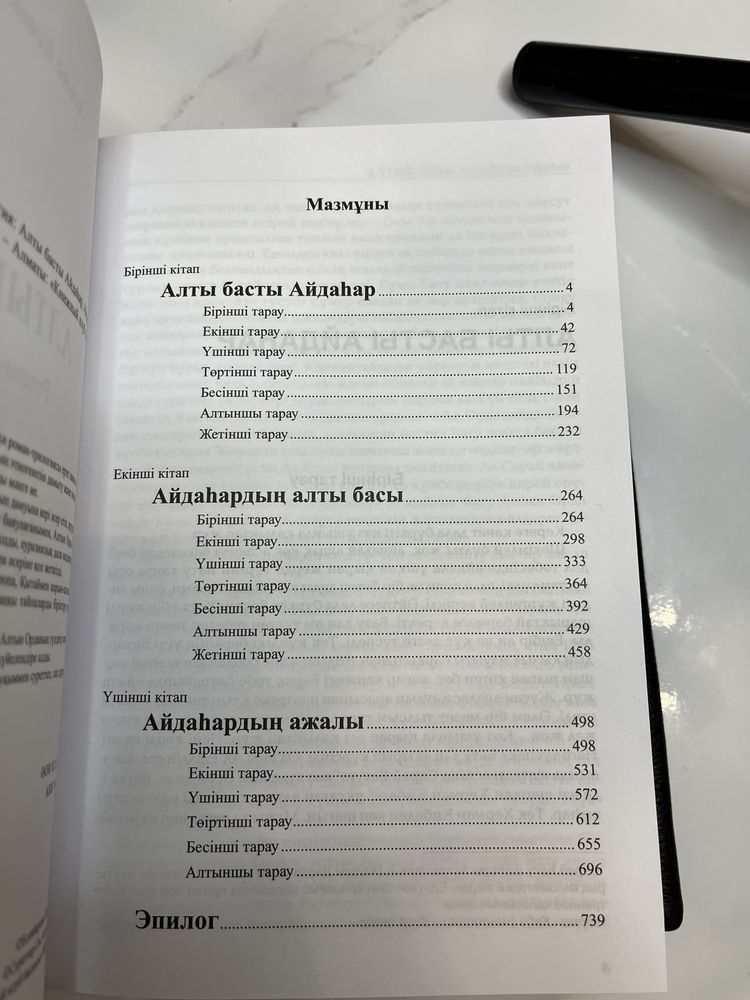 Мазмұны
Бірінші кітап
Алты басты Айдаһар 4
Бірінші тарау 4
Екінші тарау 42
Үшінші тарау 72
Төртінші тарау 119
Бесінші тарау 151
Алтыншы тарау 194
Жетінші тарау 232
Екінші кітап
Айдаһардың алты басы 264
Бірінші тарау 264
Екінші тарау 298
Үшінші тарау 333
Төртінші тарау 364
Бесінші тарау 392
Алтыншы тарау 429
Жетінші тарау 458
Үшінші кітап
Айдаһардың ажалы 498
Бірінші тарау 498
Екінші тарау 531
Үшінші тарау 572
Төіртінші тарау 612
Бесінші тарау 655
Алтыншы тарау 696
Эпилог 739